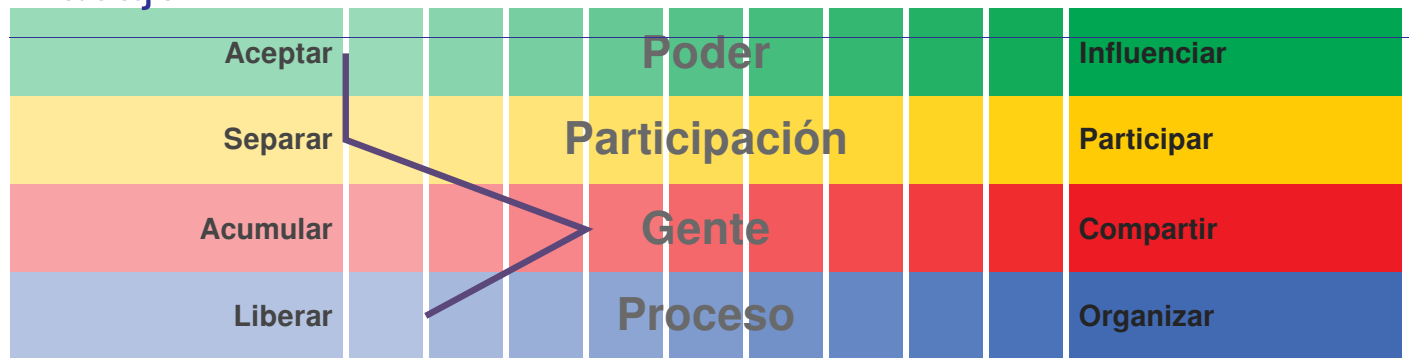 Aceptar Poder Influenciar
Separar Participación Participar
Acumular Gente Compartir
Liberar Proceso Organizar